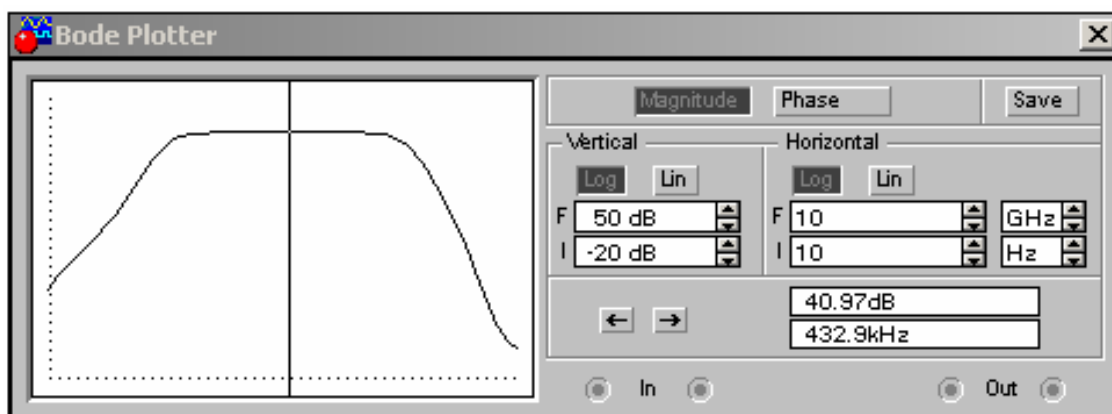 Bode Plotter
Magnitude Phase Save
Vertical Horizontal
Log Lin Log Lin
F 50 dB F 10 GHz
I -20 dB I 10 Hz
40.97dB
432.9kHz
In Out